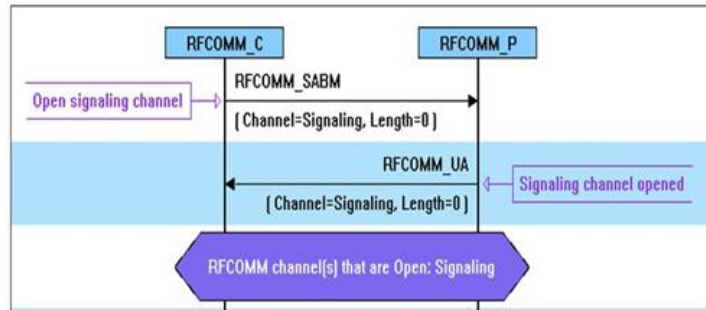 RFCOMM_C
RFCOMM_P
RFCOMM_SABM
Open signaling channel
[ Channel=Signaling, Length=0 ]
RFCOMM_UA
Signaling channel opened
[ Channel=Signaling, Length=0 ]
RFCOMM channel(s) that are Open: Signaling